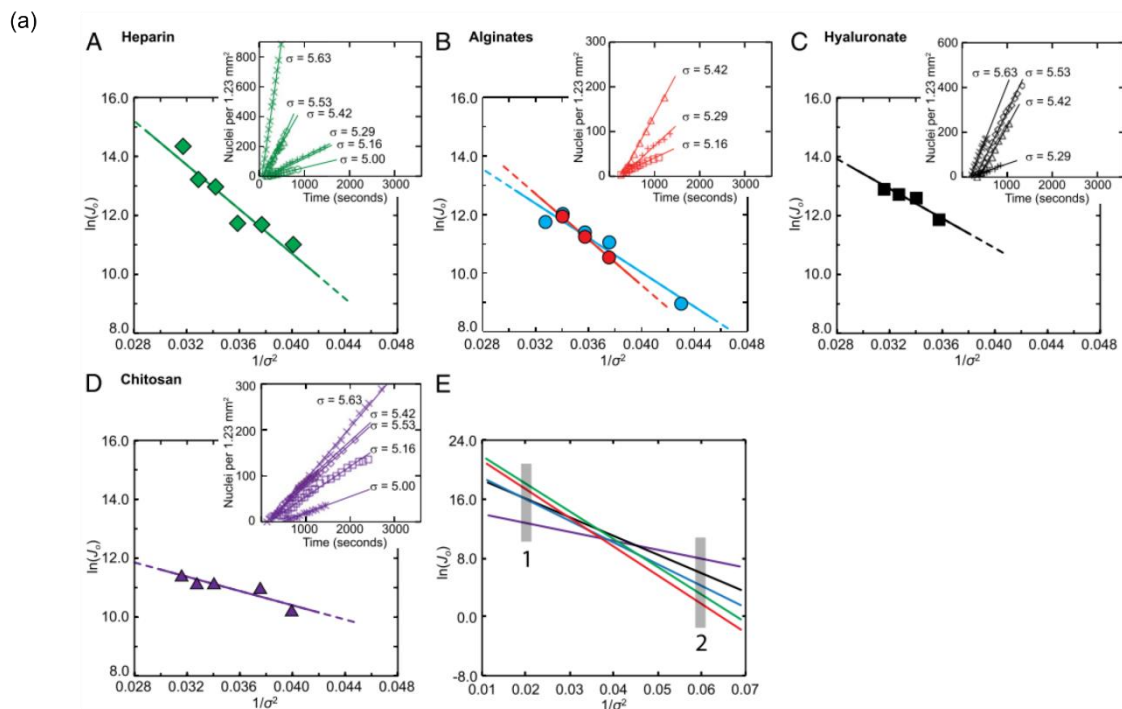 (a)
A Heparin
Nuclei per 1.23 mm²
800
600
400
200
0
σ = 5.63
σ = 5.53
σ = 5.42
σ = 5.29
σ = 5.16
σ = 5.00
0 1000 2000 3000
Time (seconds)
ln(Jₒ)
16.0
14.0
12.0
10.0
8.0
0.028 0.032 0.036 0.040 0.044 0.048
1/σ²
B Alginates
Nuclei per 1.23 mm²
300
200
100
0
σ = 5.42
σ = 5.29
σ = 5.16
0 1000 2000 3000
Time (seconds)
ln(Jₒ)
16.0
14.0
12.0
10.0
8.0
0.028 0.032 0.036 0.040 0.044 0.048
1/σ²
C Hyaluronate
Nuclei per 1.23 mm²
600
400
200
0
σ = 5.63 σ = 5.53
σ = 5.42
σ = 5.29
0 1000 2000 3000
Time (seconds)
ln(Jₒ)
16.0
14.0
12.0
10.0
8.0
0.028 0.032 0.036 0.040 0.044 0.048
1/σ²
D Chitosan
Nuclei per 1.23 mm²
300
200
100
0
σ = 5.63
σ = 5.42
σ = 5.53
σ = 5.16
σ = 5.00
1000 2000 3000
Time (seconds)
ln(Jₒ)
16.0
14.0
12.0
11.0
10.0
8.0
0.028 0.032 0.036 0.040 0.044 0.048
1/σ²
E
ln(Jₒ)
24.0
16.0
8.0
0.0
-8.0
1
2
0.01 0.02 0.03 0.04 0.05 0.06 0.07
1/σ²